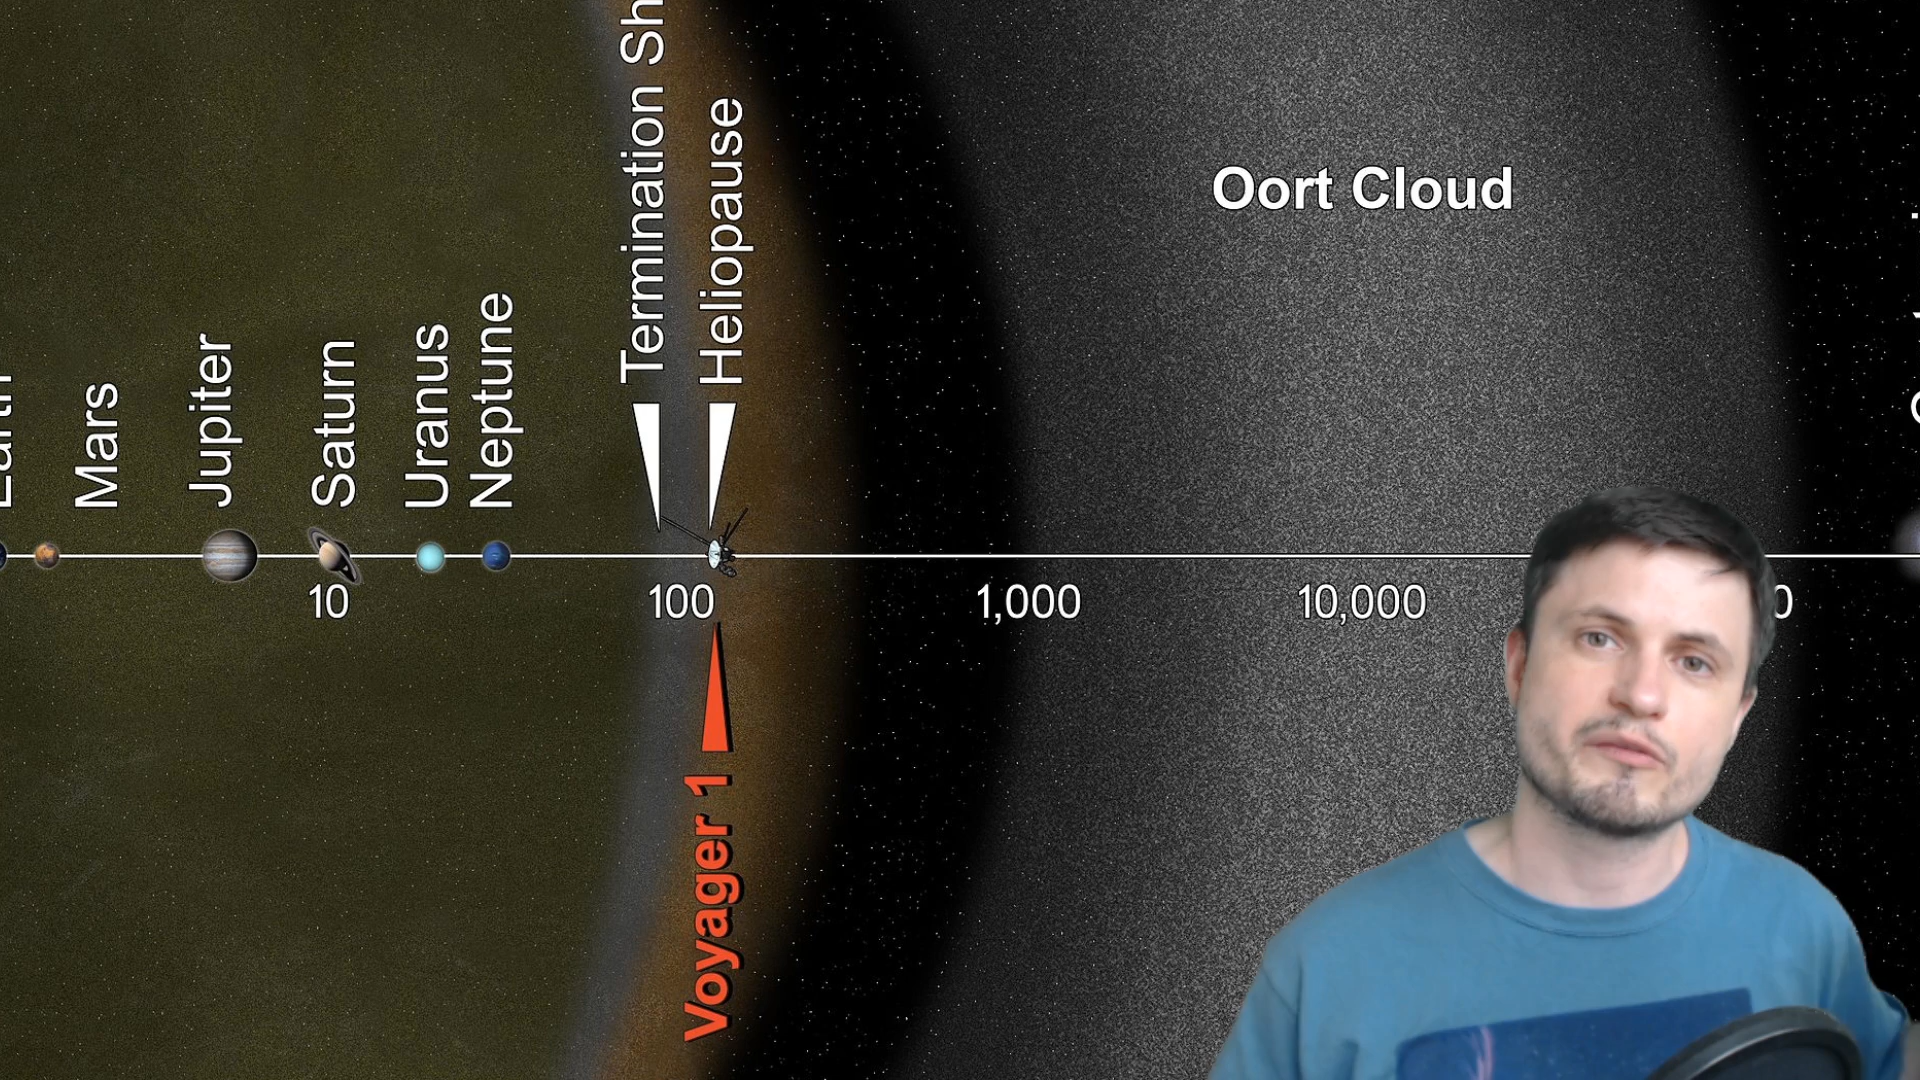 Mars
Jupiter
Saturn
Uranus
Neptune
Termination
Heliopause
Oort Cloud
10
100
1,000
10,000
Voyager 1